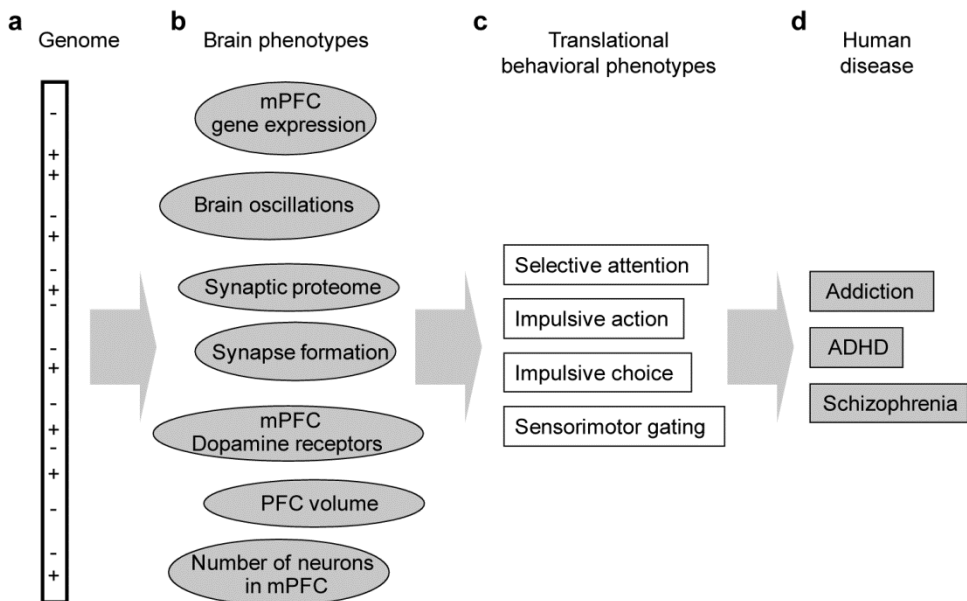 a
Genome
b
Brain phenotypes
c
Translational
behavioral phenotypes
d
Human
disease
-
+
+
-
+
-
+
-
-
+
-
+
-
+
-
-
+
mPFC
gene expression
Brain oscillations
Synaptic proteome
Synapse formation
mPFC
Dopamine receptors
PFC volume
Number of neurons
in mPFC
Selective attention
Impulsive action
Impulsive choice
Sensorimotor gating
Addiction
ADHD
Schizophrenia